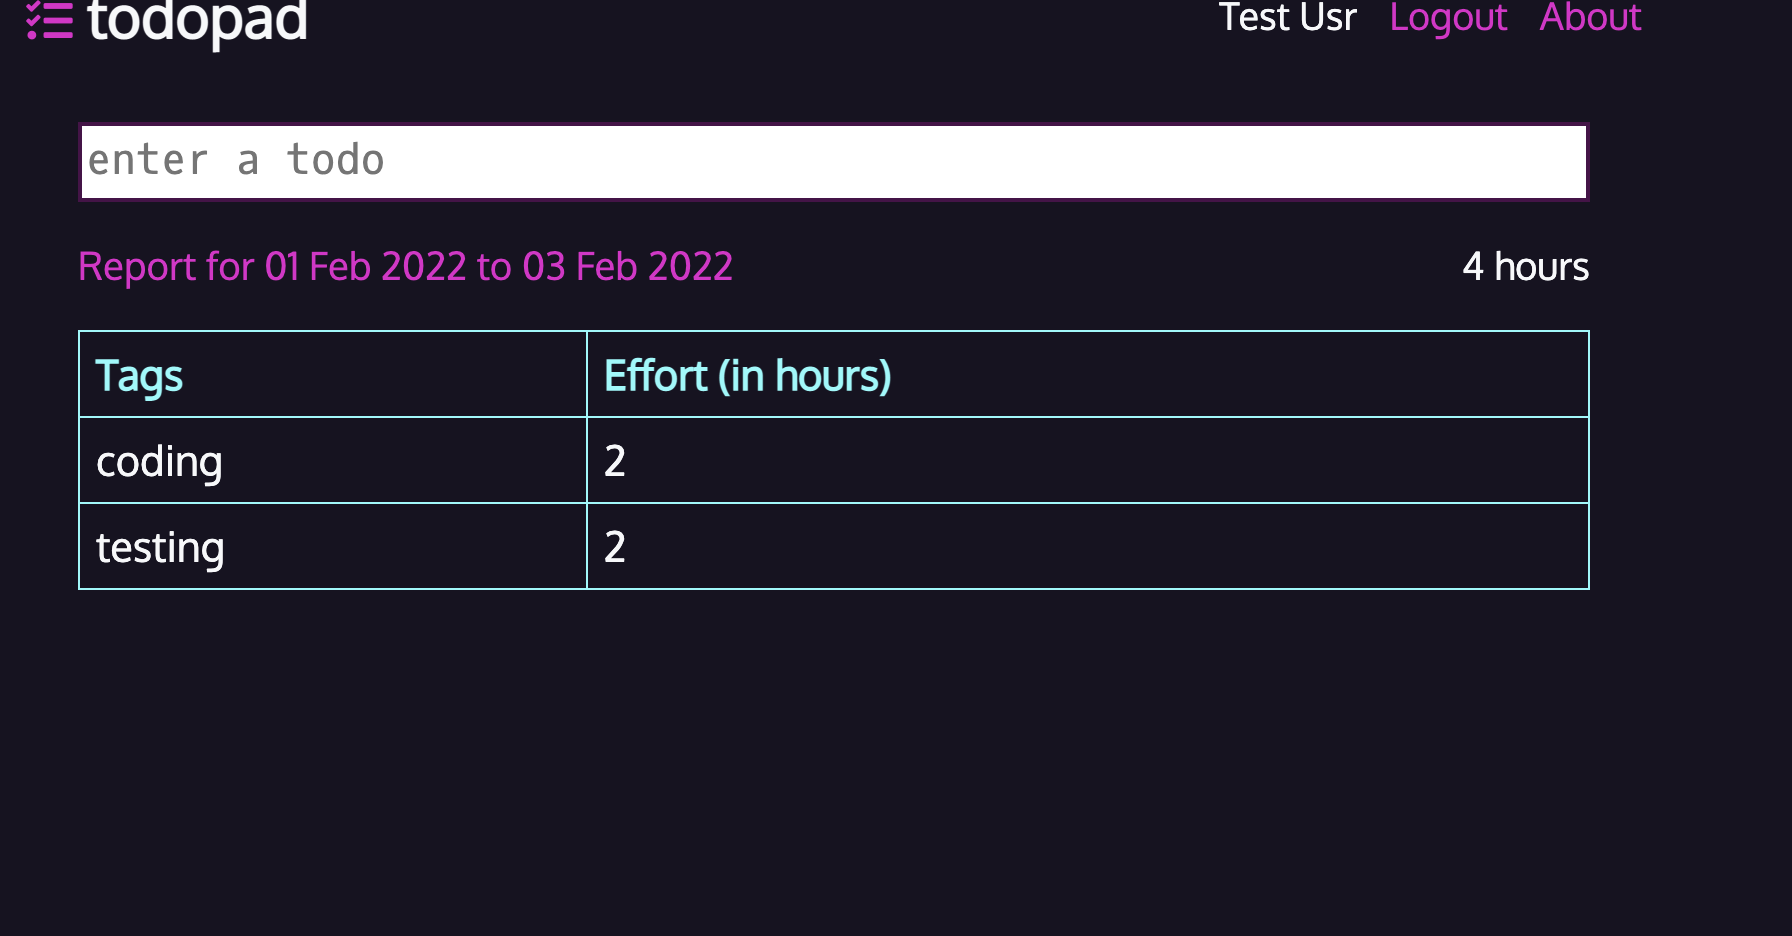 todopad
Test Usr Logout About
enter a todo
Report for 01 Feb 2022 to 03 Feb 2022
4 hours
Tags
Effort (in hours)
coding
2
testing
2